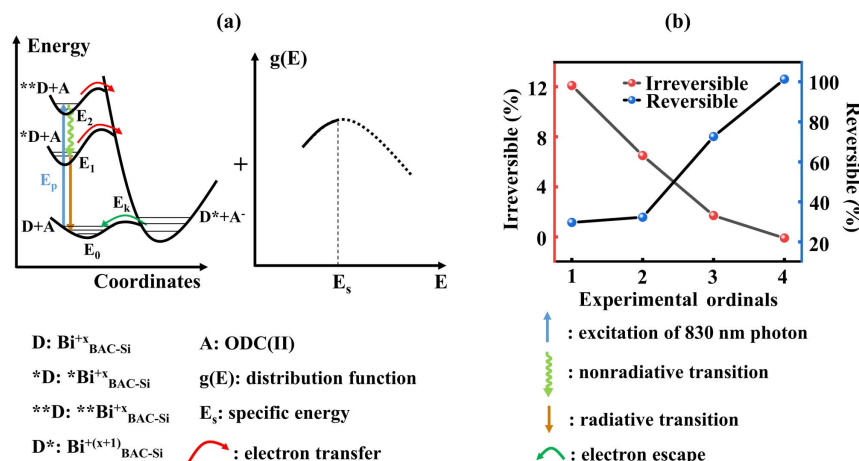 (a)
Energy
**D+A
E2
*D+A
E1
Ep
Ek
D+A
D*+A-
E0
Coordinates
+
g(E)
Es
E
(b)
Irreversible (%)
12
8
4
0
Irreversible
Reversible
100
80
60
40
20
Reverisible (%)
1 2 3 4
Experimental ordinals
D: Bi+xBAC-Si
A: ODC(II)
*D: *Bi+xBAC-Si
g(E): distribution function
**D: **Bi+xBAC-Si
Es: specific energy
D*: Bi+(x+1)BAC-Si
: electron transfer
: excitation of 830 nm photon
: nonradiative transition
: radiative transition
: electron escape